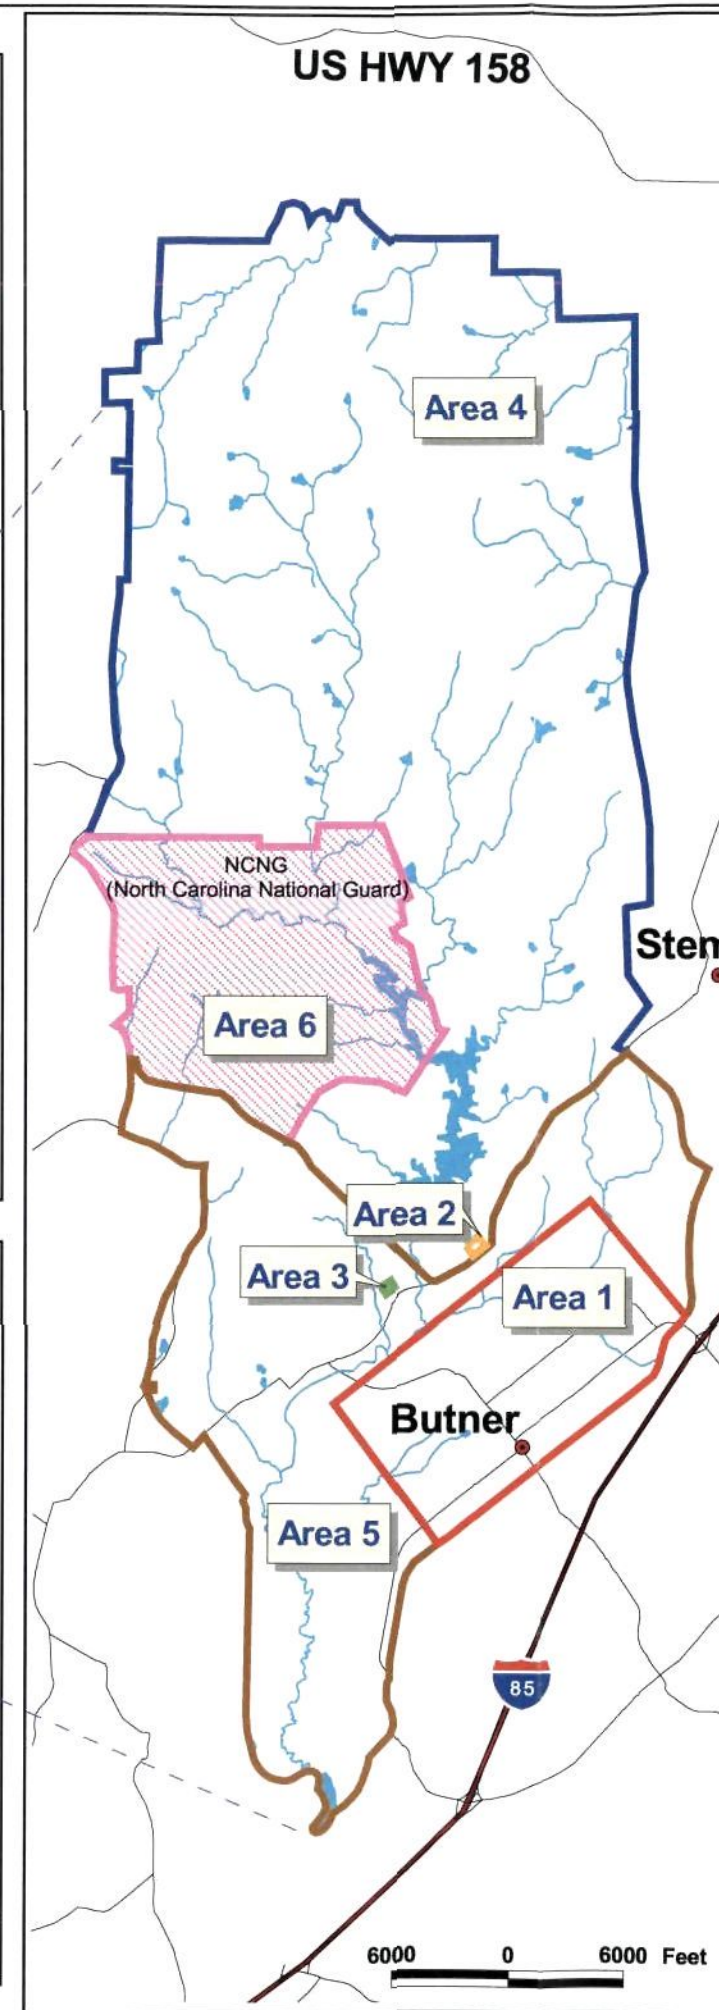 US HWY 158
Area 4
NCNG
(North Carolina National Guard)
Stem
Area 6
Area 2
Area 3
Area 1
Butner
Area 5
85
6000 0 6000 Feet